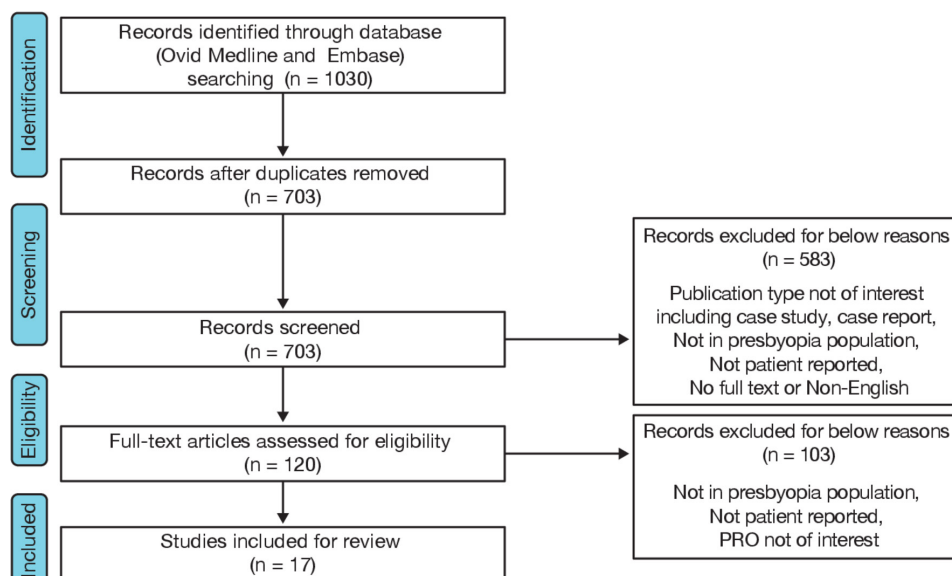 Identification
Records identified through database
(Ovid Medline and Embase)
searching (n = 1030)
Records after duplicates removed
(n = 703)
Screening
Records screened
(n = 703)
Records excluded for below reasons
(n = 583)
Publication type not of interest
including case study, case report,
Not in presbyopia population,
Not patient reported,
No full text or Non-English
Eligibility
Full-text articles assessed for eligibility
(n = 120)
Records excluded for below reasons
(n = 103)
Not in presbyopia population,
Not patient reported,
PRO not of interest
Included
Studies included for review
(n = 17)